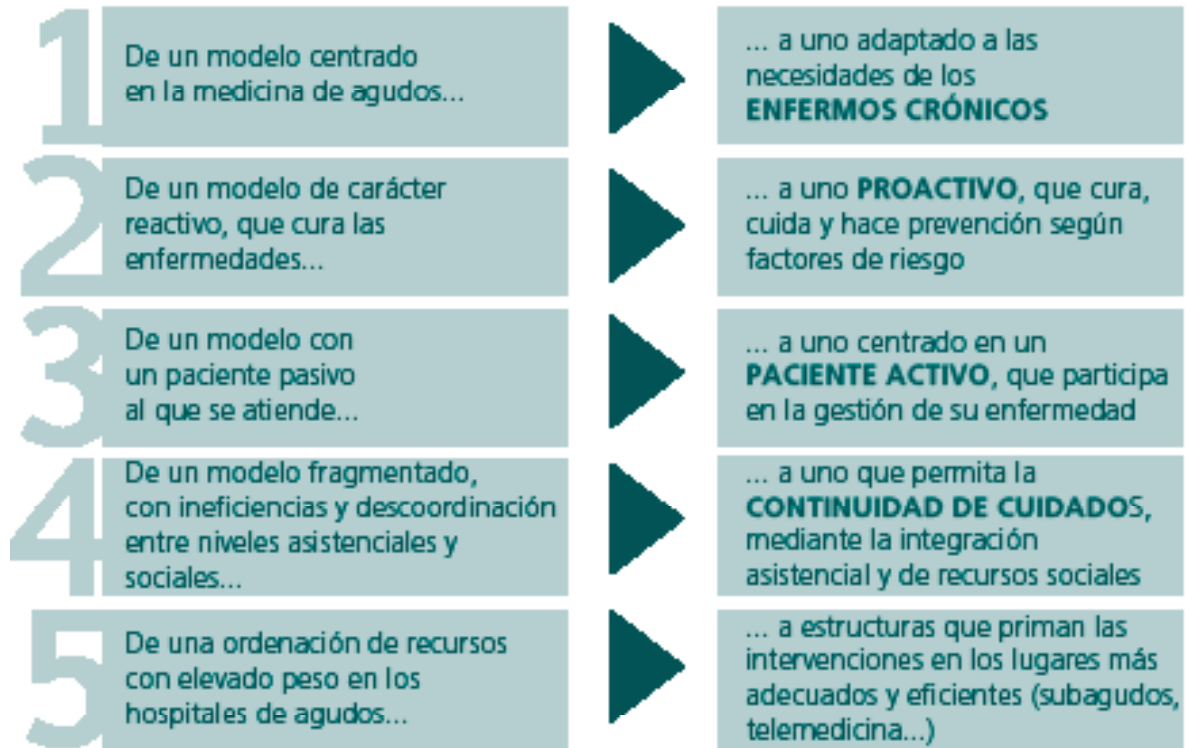 1
De un modelo centrado
en la medicina de agudos...
... a uno adaptado a las
necesidades de los
ENFERMOS CRÓNICOS
2
De un modelo de carácter
reactivo, que cura las
enfermedades...
... a uno PROACTIVO, que cura,
cuida y hace prevención según
factores de riesgo
3
De un modelo con
un paciente pasivo
al que se atiende...
... a uno centrado en un
PACIENTE ACTIVO, que participa
en la gestión de su enfermedad
4
De un modelo fragmentado,
con ineficiencias y descoordinación
entre niveles asistenciales y
sociales...
... a uno que permita la
CONTINUIDAD DE CUIDADOS,
mediante la integración
asistencial y de recursos sociales
5
De una ordenación de recursos
con elevado peso en los
hospitales de agudos...
... a estructuras que priman las
intervenciones en los lugares más
adecuados y eficientes (subagudos,
telemedicina...)